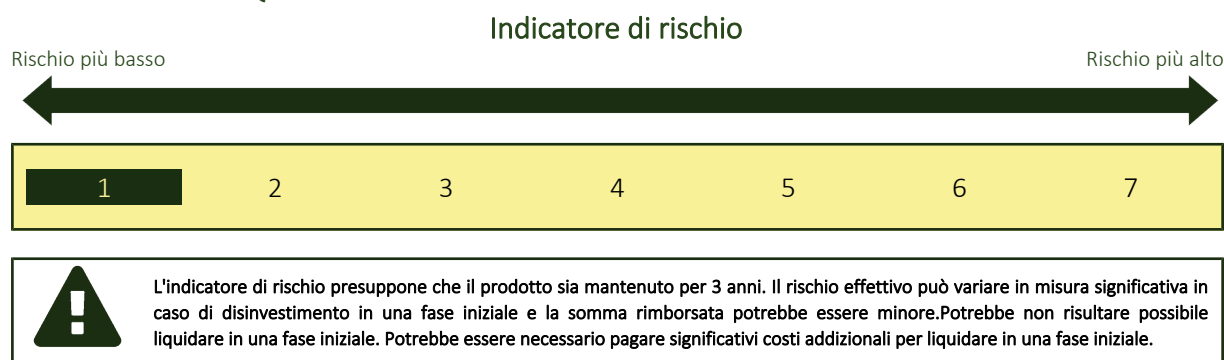 Indicatore di rischio
Rischio più basso
Rischio più alto
1 2 3 4 5 6 7
L'indicatore di rischio presuppone che il prodotto sia mantenuto per 3 anni. Il rischio effettivo può variare in misura significativa in
caso di disinvestimento in una fase iniziale e la somma rimborsata potrebbe essere minore.Potrebbe non risultare possibile
liquidare in una fase iniziale. Potrebbe essere necessario pagare significativi costi addizionali per liquidare in una fase iniziale.